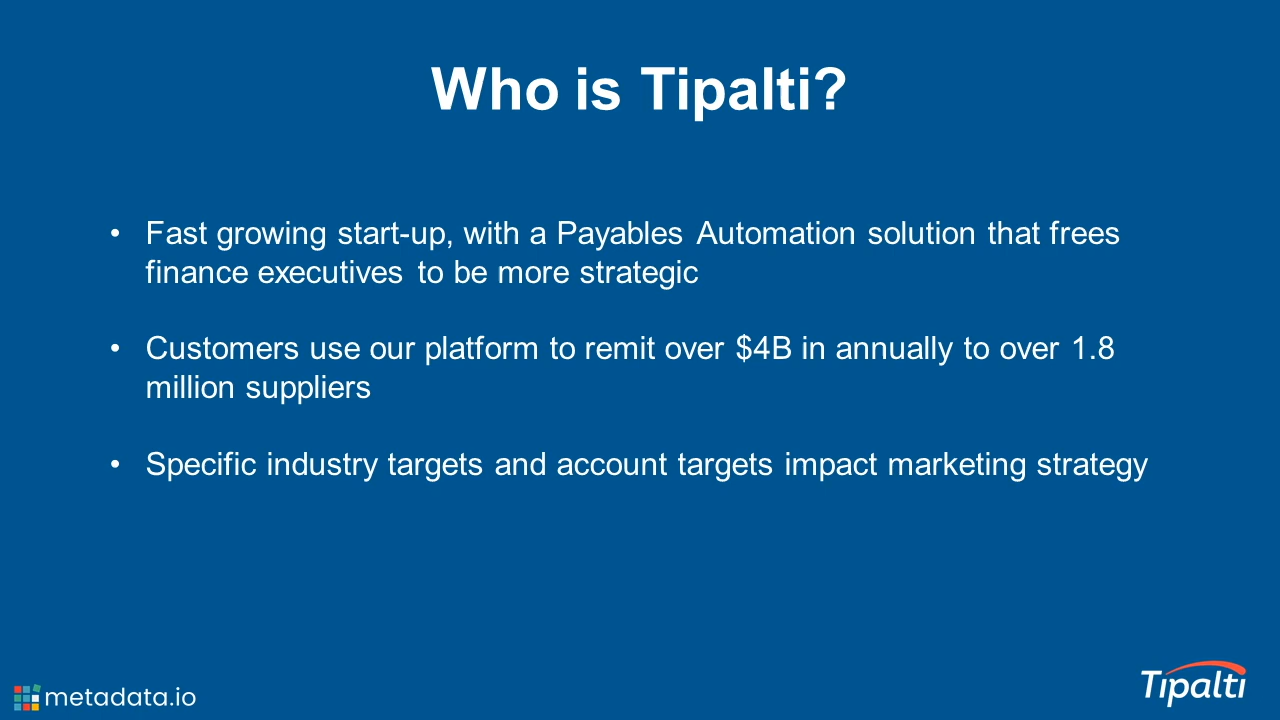 Who is Tipalti?
• Fast growing start-up, with a Payables Automation solution that frees
finance executives to be more strategic
• Customers use our platform to remit over $4B in annually to over 1.8
million suppliers
• Specific industry targets and account targets impact marketing strategy
metadata.io
Tipalti